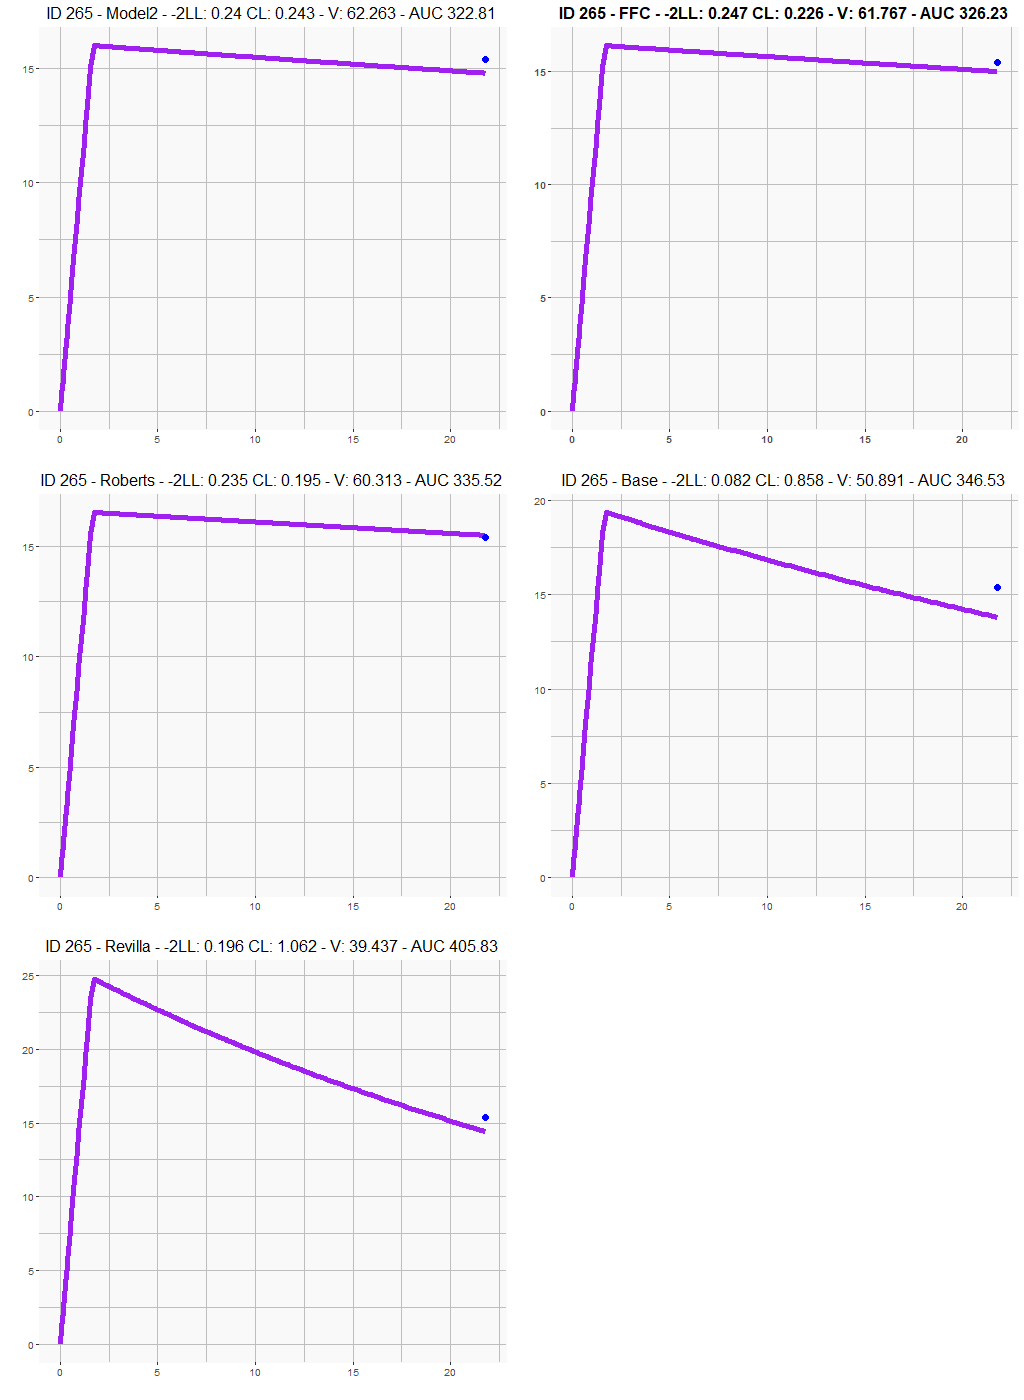 ID 265 - Model2 - -2LL: 0.24 CL: 0.243 - V: 62.263 - AUC 322.81
15
10
5
0
0 5 10 15 20
ID 265 - FFC - -2LL: 0.247 CL: 0.226 - V: 61.767 - AUC 326.23
15
10
5
0
0 5 10 15 20
ID 265 - Roberts - -2LL: 0.235 CL: 0.195 - V: 60.313 - AUC 335.52
15
10
5
0
0 5 10 15 20
ID 265 - Base - -2LL: 0.082 CL: 0.858 - V: 50.891 - AUC 346.53
20
15
10
5
0
0 5 10 15 20
ID 265 - Revilla - -2LL: 0.196 CL: 1.062 - V: 39.437 - AUC 405.83
25
20
15
10
5
0
0 5 10 15 20